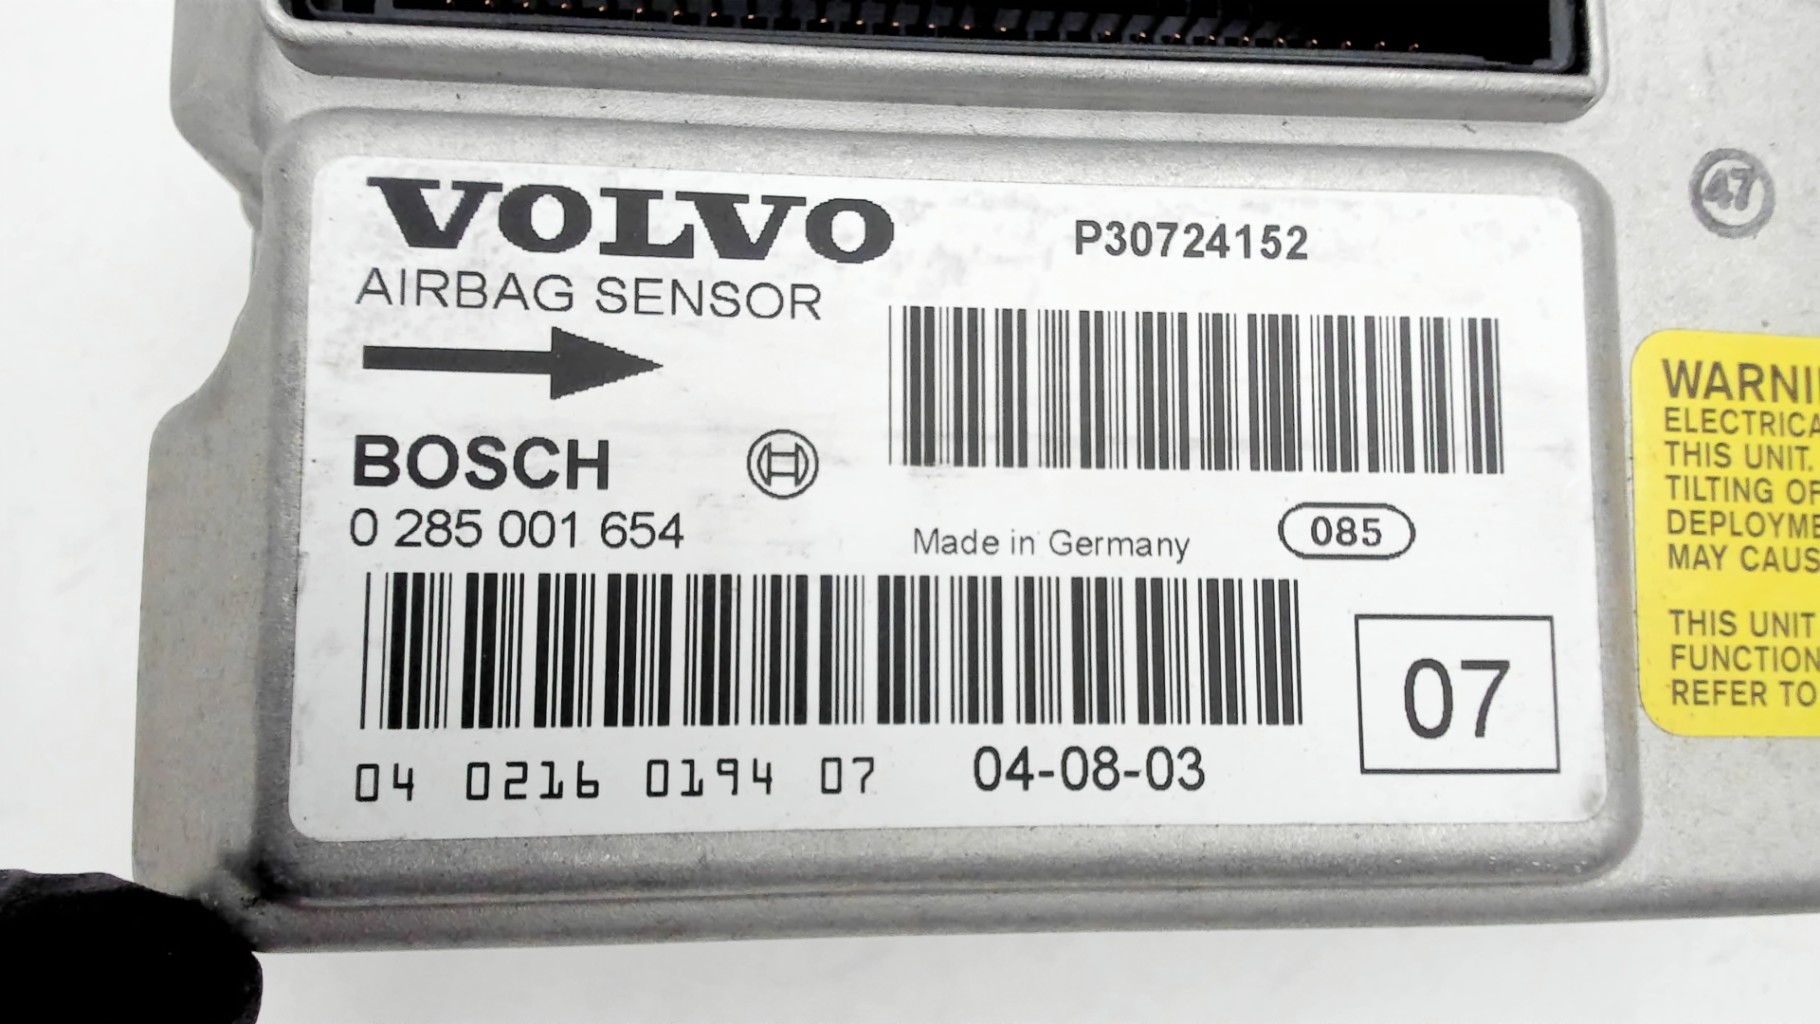 VOLVO
P30724152
AIRBAG SENSOR
BOSCH
0 285 001 654
Made in Germany
085
04 0216 0194 07
04-08-03
07
47
ELECTRICA
THIS UNIT.
TILTING OF
DEPLOYME
MAY CAUS
THIS UNIT
FUNCTION
REFER TO